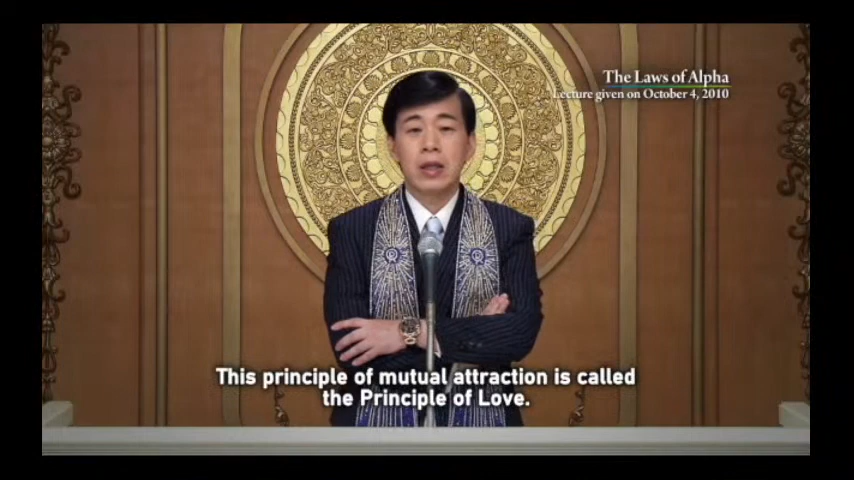 The Laws of Alpha
Lecture given on October 4, 2010
This principle of mutual attraction is called
the Principle of Love.